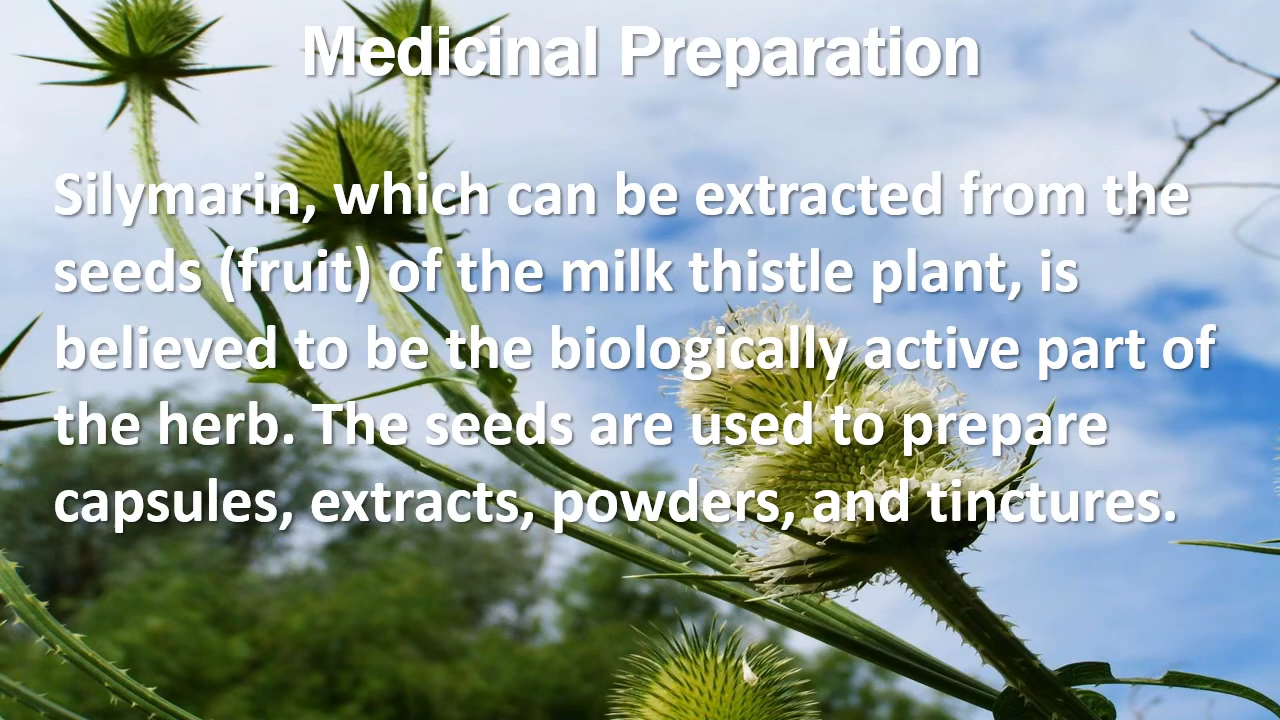 Medicinal Preparation
Silymarin, which can be extracted from the
seeds (fruit) of the milk thistle plant, is
believed to be the biologically active part of
the herb. The seeds are used to prepare
capsules, extracts, powders, and tinctures.